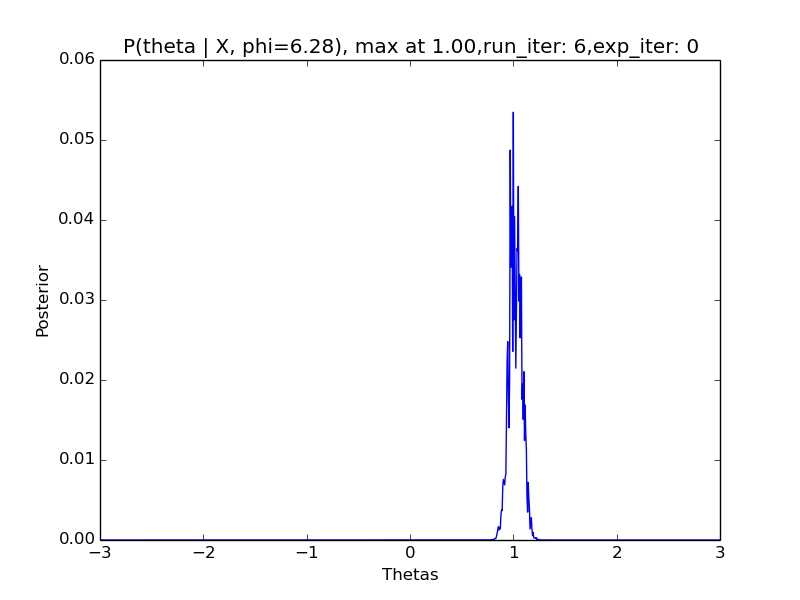 P(theta | X, phi=6.28), max at 1.00,run_iter: 6,exp_iter: 0
0.06
0.05
0.04
0.03
0.02
0.01
0.00
Posterior
−3 −2 −1 0 1 2 3
Thetas